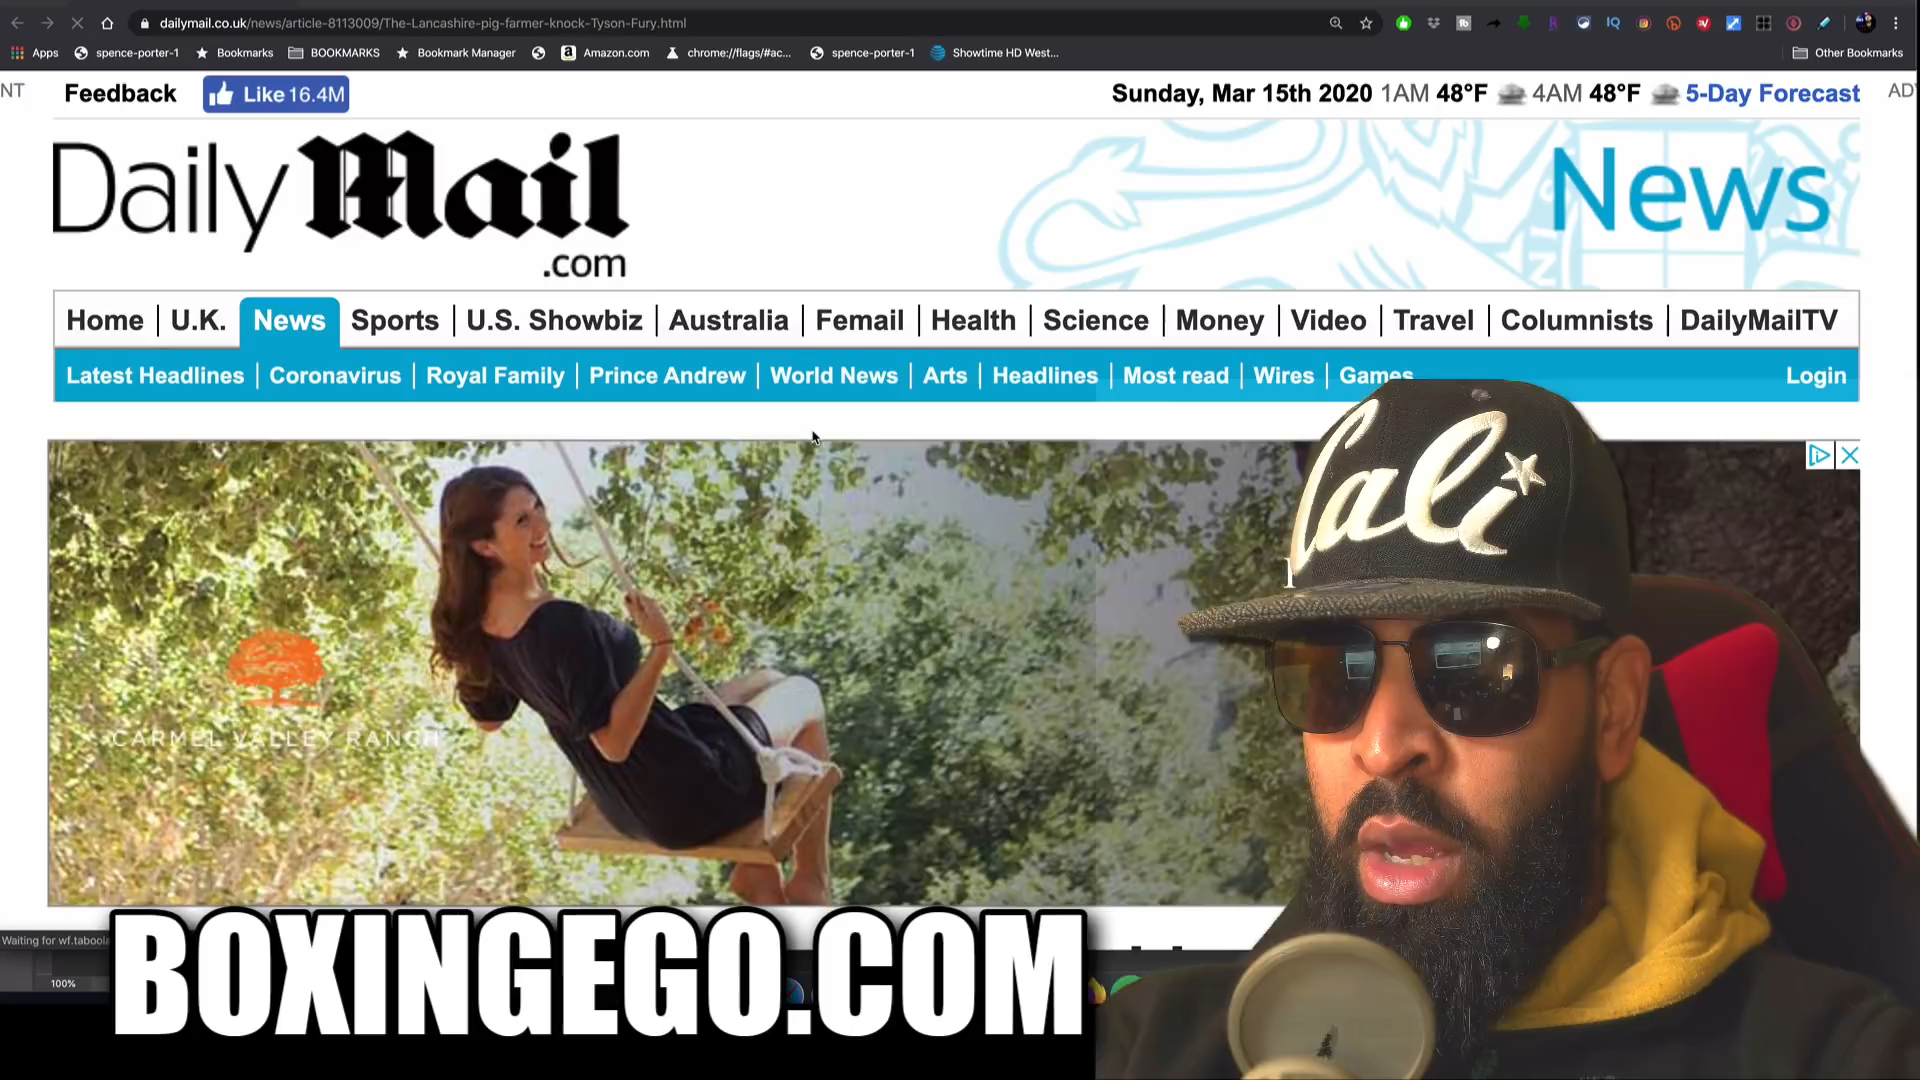 dailymail.co.uk/news/article-8113009/The-Lancashire-pig-farmer-knock-Tyson-Fury.html
Apps spence-porter-1 Bookmarks BOOKMARKS Bookmark Manager Amazon.com chrome://flags/#ac... spence-porter-1 Showtime HD West... Other Bookmarks
NT Feedback Like 16.4M Sunday, Mar 15th 2020 1AM 48°F 4AM 48°F 5-Day Forecast AD
Daily Mail News
.com
Home U.K. News Sports U.S. Showbiz Australia Femail Health Science Money Video Travel Columnists DailyMailTV
Latest Headlines Coronavirus Royal Family Prince Andrew World News Arts Headlines Most read Wires Games Login
Cali
CARMEL VALLEY RANCH
Waiting for wf.taboola
100%
BOXINGEGO.COM